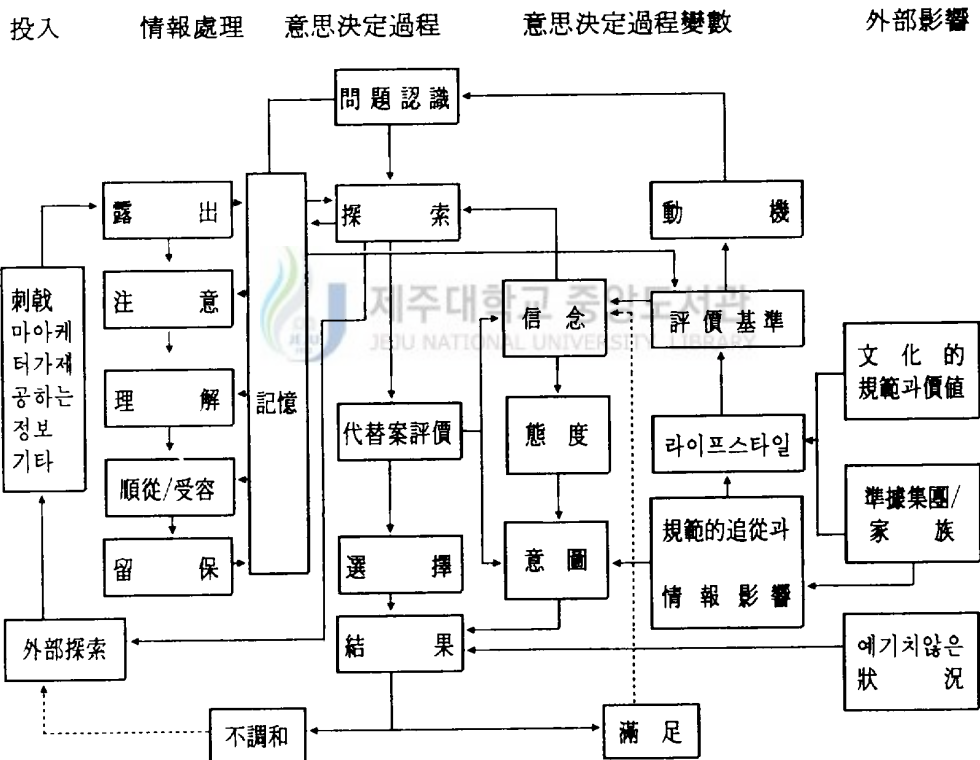 投入 情報處理 意思決定過程 意思決定過程變數 外部影響
問題認識
露出
探索
動機
刺戟
마아케
터가제
공하는
정보
기타
注意
信念
評價基準
제주대학교 중앙도서관
JEJU NATIONAL UNIVERSITY LIBRARY
文化的
規範과價値
理解
記憶
代替案評價
態度
라이프스타일
順從/受容
準據集團/
家族
留保
選擇
意圖
規範的追從과
情報影響
外部探索
結果
예기치않은
狀況
不調和
滿足